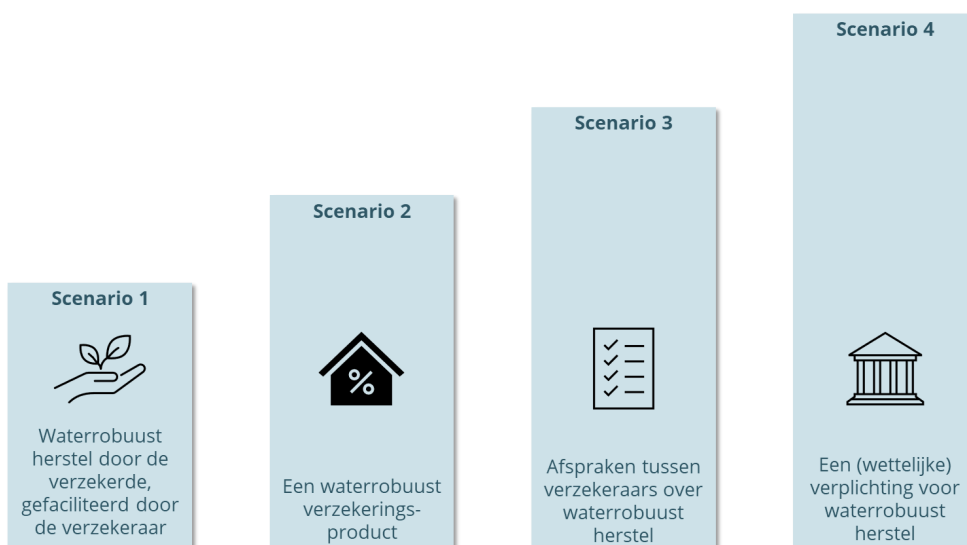 Scenario 1
Waterrobuust
herstel door de
verzekerde,
gefaciliteerd door
de verzekeraar
Scenario 2
%
Een waterrobuust
verzekerings-
product
Scenario 3
Afspraken tussen
verzekeraars over
waterrobuust
herstel
Scenario 4
Een (wettelijke)
verplichting voor
waterrobuust
herstel